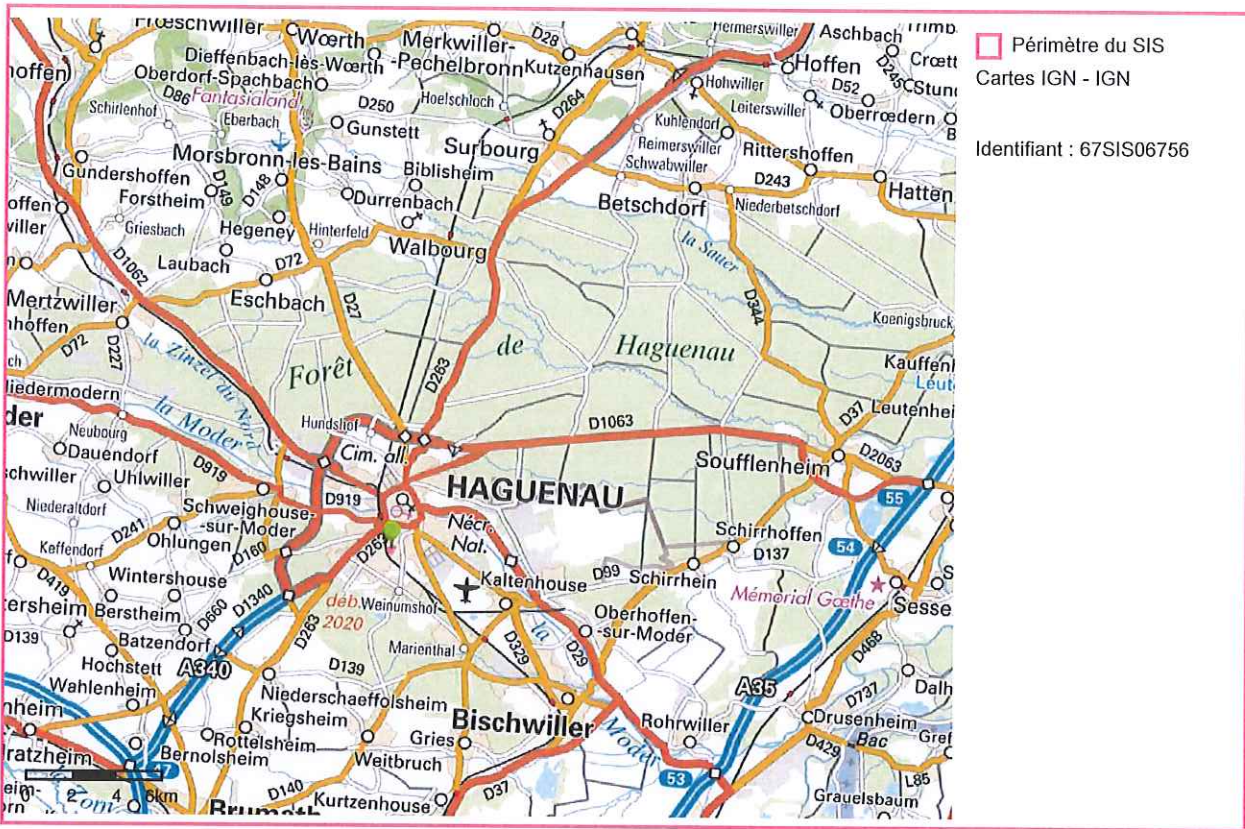 Périmètre du SIS
Cartes IGN - IGN
Identifiant : 67SIS06756
Frœschwiller
Wœrth
Merkwiller-
-Pechelbronn
D28
Kutzenhausen
Hermerswiller
Aschbach
Hoffen
D245
Dieffenbach-lès-Wœrth
Oberdorf-Spachbach
D86
Fantasialand
Schirlenhof
Eberbach
D250
Gunstett
Hoelschloch
D264
Hohwiller
D52
Leiterswiller
Oberrœdern
Kuhlendorf
Reimerswiller
Rittershoffen
Surbourg
Schwabwiller
Morsbronn-les-Bains
Biblisheim
Gundershoffen
D149
D148
Forstheim
Durrenbach
Betschdorf
D243
Hatten
Niederbetschdorf
Griesbach
Hegeney
Hinterfeld
Walbourg
la Sauer
Laubach
D72
D1062
Eschbach
D27
D344
Mertzwiller
Koenigsbruck
D72
D227
la Zinzel du Nord
Forêt
de
Haguenau
D263
Niedermodern
la Moder
Hundshof
D1063
D37
Neubourg
Cim. all.
Dauendorf
D919
Soufflenheim
D2063
Uhlwiller
55
D919
HAGUENAU
Schweighouse-
-sur-Moder
Niederaltdorf
Nécr.
Nat.
Schirrhoffen
D241
Ohlungen
D160
54
D137
Keffendorf
Kaltenhouse
D99
Schirrhein
Wintershouse
Mémorial Gœthe
D419
D1340
déb.
2020
Weinumshof
Berstheim
D660
Oberhoffen-
-sur-Moder
D139
Batzendorf
D263
Marienthal
la
D468
Hochstett
A340
D139
D329
D29
Wahlenheim
Niederschaeffolsheim
A35
D737
Bischwiller
Rohrwiller
Drusenheim
Kriegsheim
Moder
Rottelsheim
Gries
Bac
D429
Bernolsheim
Weitbruch
53
L85
0 2 4 6km
Zorn
D140
D37
Kurtzenhouse
Grauelsbaum
Brumath